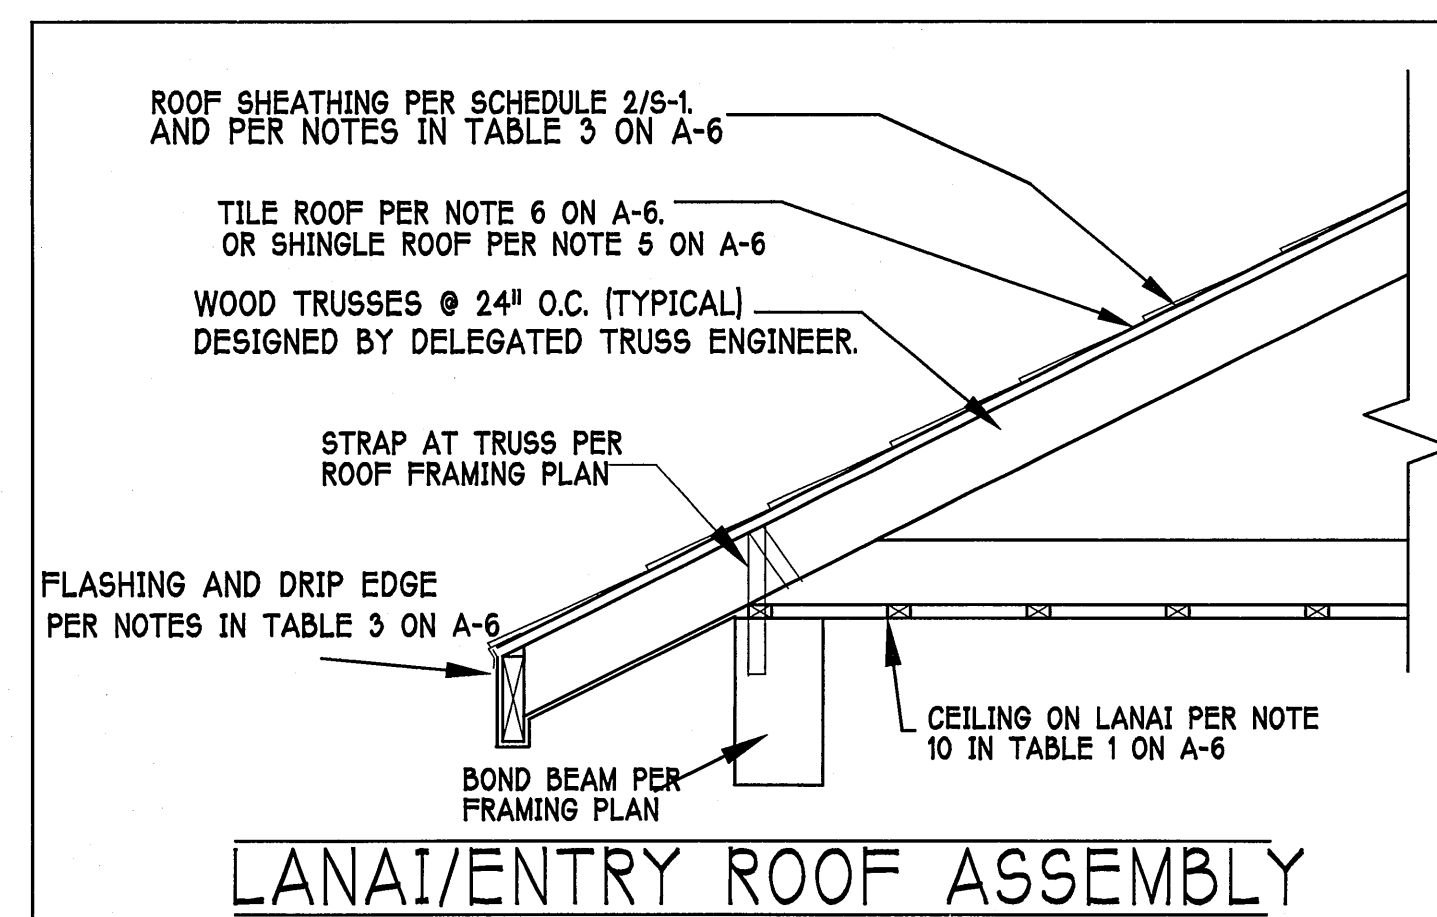 ROOF SHEATHING PER SCHEDULE 2/S-1.
AND PER NOTES IN TABLE 3 ON A-6
TILE ROOF PER NOTE 6 ON A-6.
OR SHINGLE ROOF PER NOTE 5 ON A-6
WOOD TRUSSES @ 24" O.C. (TYPICAL)
DESIGNED BY DELEGATED TRUSS ENGINEER.
STRAP AT TRUSS PER
ROOF FRAMING PLAN
FLASHING AND DRIP EDGE
PER NOTES IN TABLE 3 ON A-6
CEILING ON LANAI PER NOTE
10 IN TABLE 1 ON A-6
BOND BEAM PER
FRAMING PLAN
LANAI/ENTRY ROOF ASSEMBLY